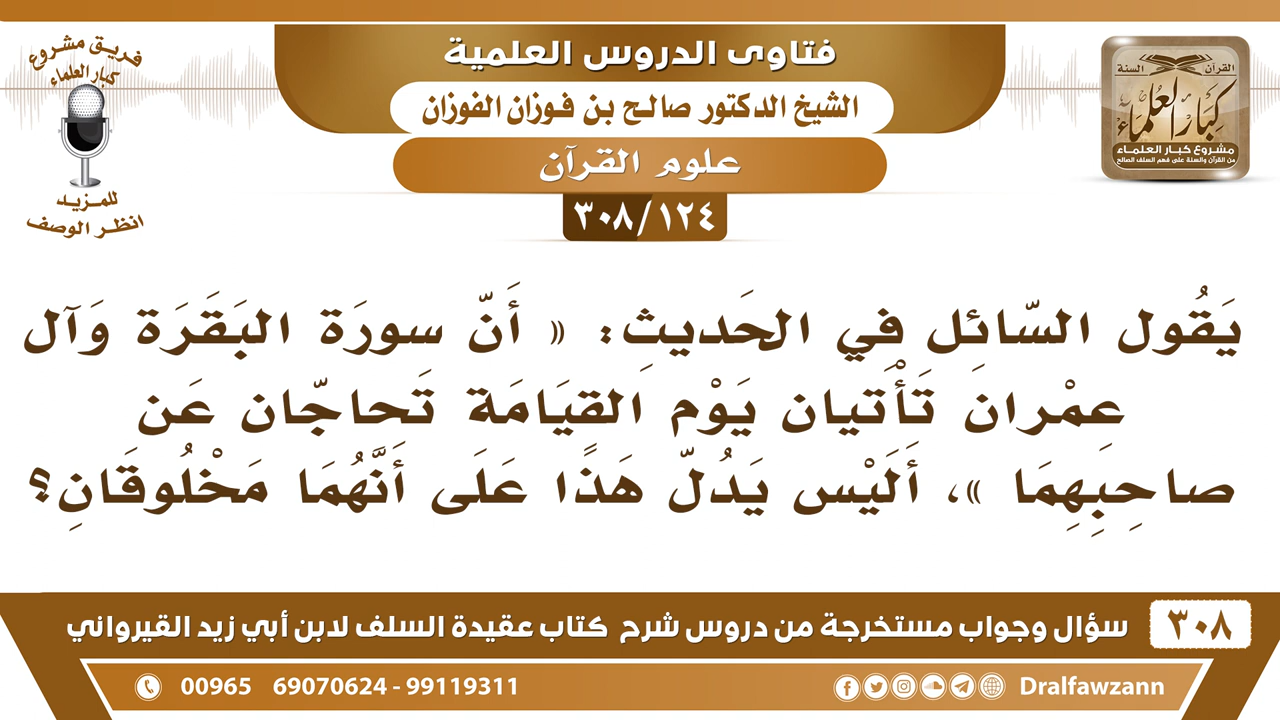 فتاوى الدروس العلمية
الشيخ الدكتور صالح بن فوزان الفوزان
علوم القرآن
٣٠٨/١٢٤
فريق مشروع
كبار العلماء
للمزيد
انظر الوصف
القرآن السنة
كبار العلماء
مشروع كبار العلماء
من القرآن والسنة على فهم السلف الصالح
يَقُول السّائِل في الحَديثِ: « أَنّ سورَة البَقَرَة وَآل
عِمْرانَ تَأْتيان يَوْم القيَامَة تَحاجّان عَن
صاحِبِهِمَا »، أَلَيْس يَدُلّ هَذًا عَلَى أَنَّهُمَا مَخْلُوقَانِ؟
٣٠٨ سؤال وجواب مستخرجة من دروس شرح كتاب عقيدة السلف لابن أبي زيد القيرواني
00965 69070624 - 99119311
Dralfawzann